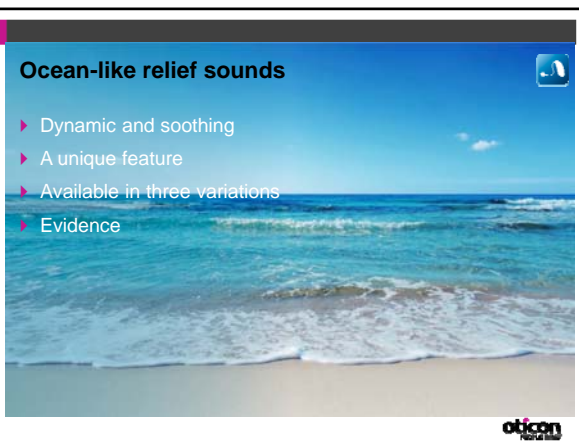 Ocean-like relief sounds
Dynamic and soothing
A unique feature
Available in three variations
Evidence
oticon